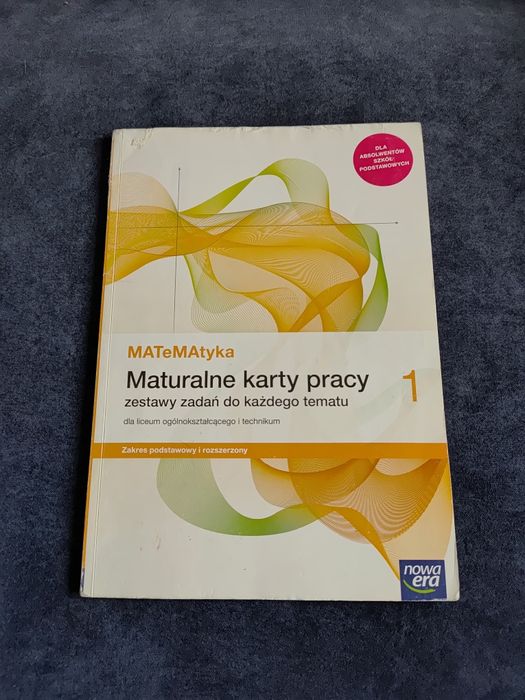 DLA
ABSOLWENTÓW
SZKÓŁ
PODSTAWOWYCH
MATeMAtyka
Maturalne karty pracy 1
zestawy zadań do każdego tematu
dla liceum ogólnokształcącego i technikum
Zakres podstawowy i rozszerzony
nowa
era